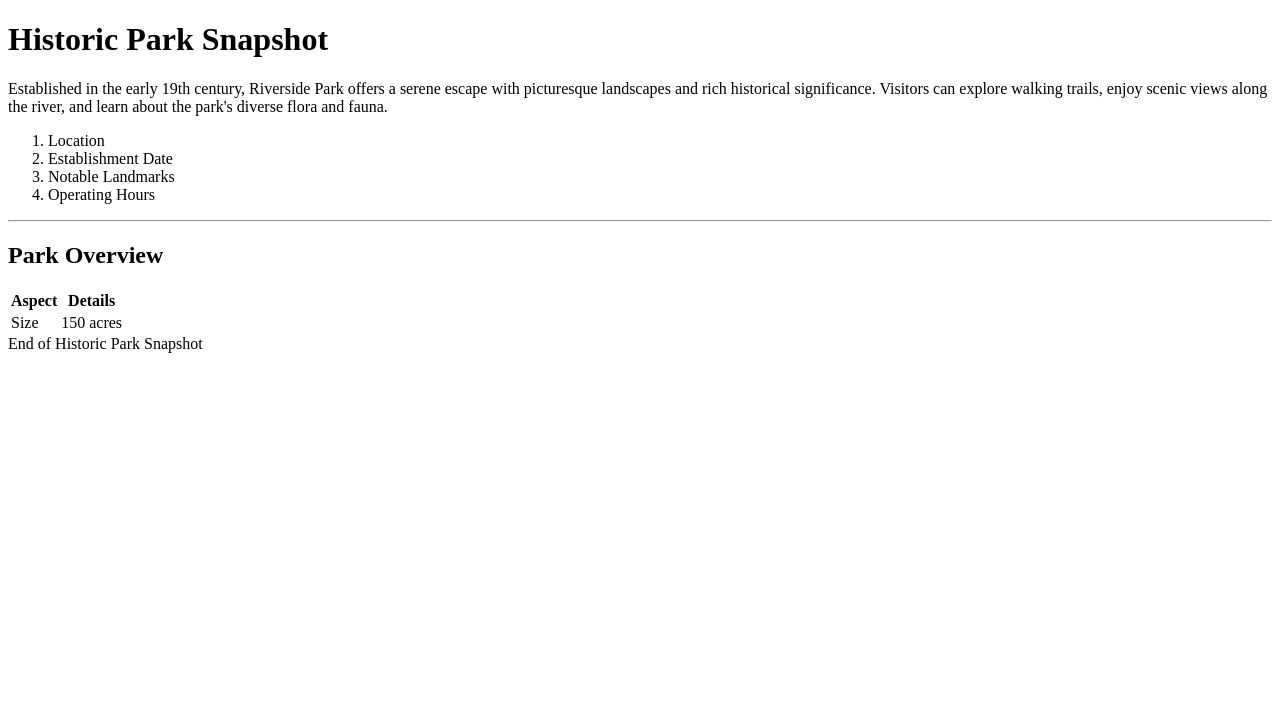 Historic Park Snapshot
Established in the early 19th century, Riverside Park offers a serene escape with picturesque landscapes and rich historical significance. Visitors can explore walking trails, enjoy scenic views along
the river, and learn about the park's diverse flora and fauna.
1. Location
2. Establishment Date
3. Notable Landmarks
4. Operating Hours
Park Overview
Aspect Details
Size 150 acres
End of Historic Park Snapshot